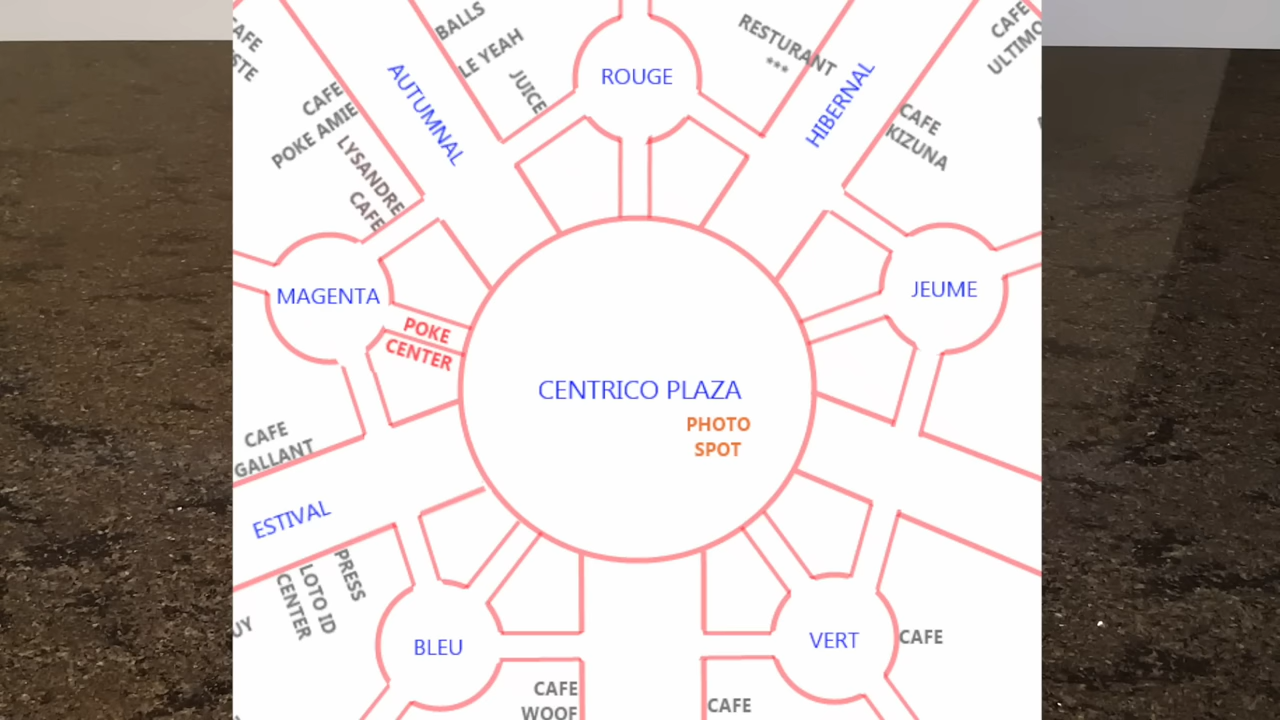 BALLS
LE YEAH
JUICE
AUTUMNAL
ROUGE
RESTURANT
***
HIBERNAL
CAFE
ULTIMO
CAFE
KIZUNA
CAFE
POKE AMIE
LYSANDRE
CAFE
MAGENTA
JEUME
POKE
CENTER
CENTRICO PLAZA
PHOTO
SPOT
CAFE
GALLANT
ESTIVAL
PRESS
LOTO ID
CENTER
BLEU
VERT
CAFE
CAFE
WOOF
CAFE